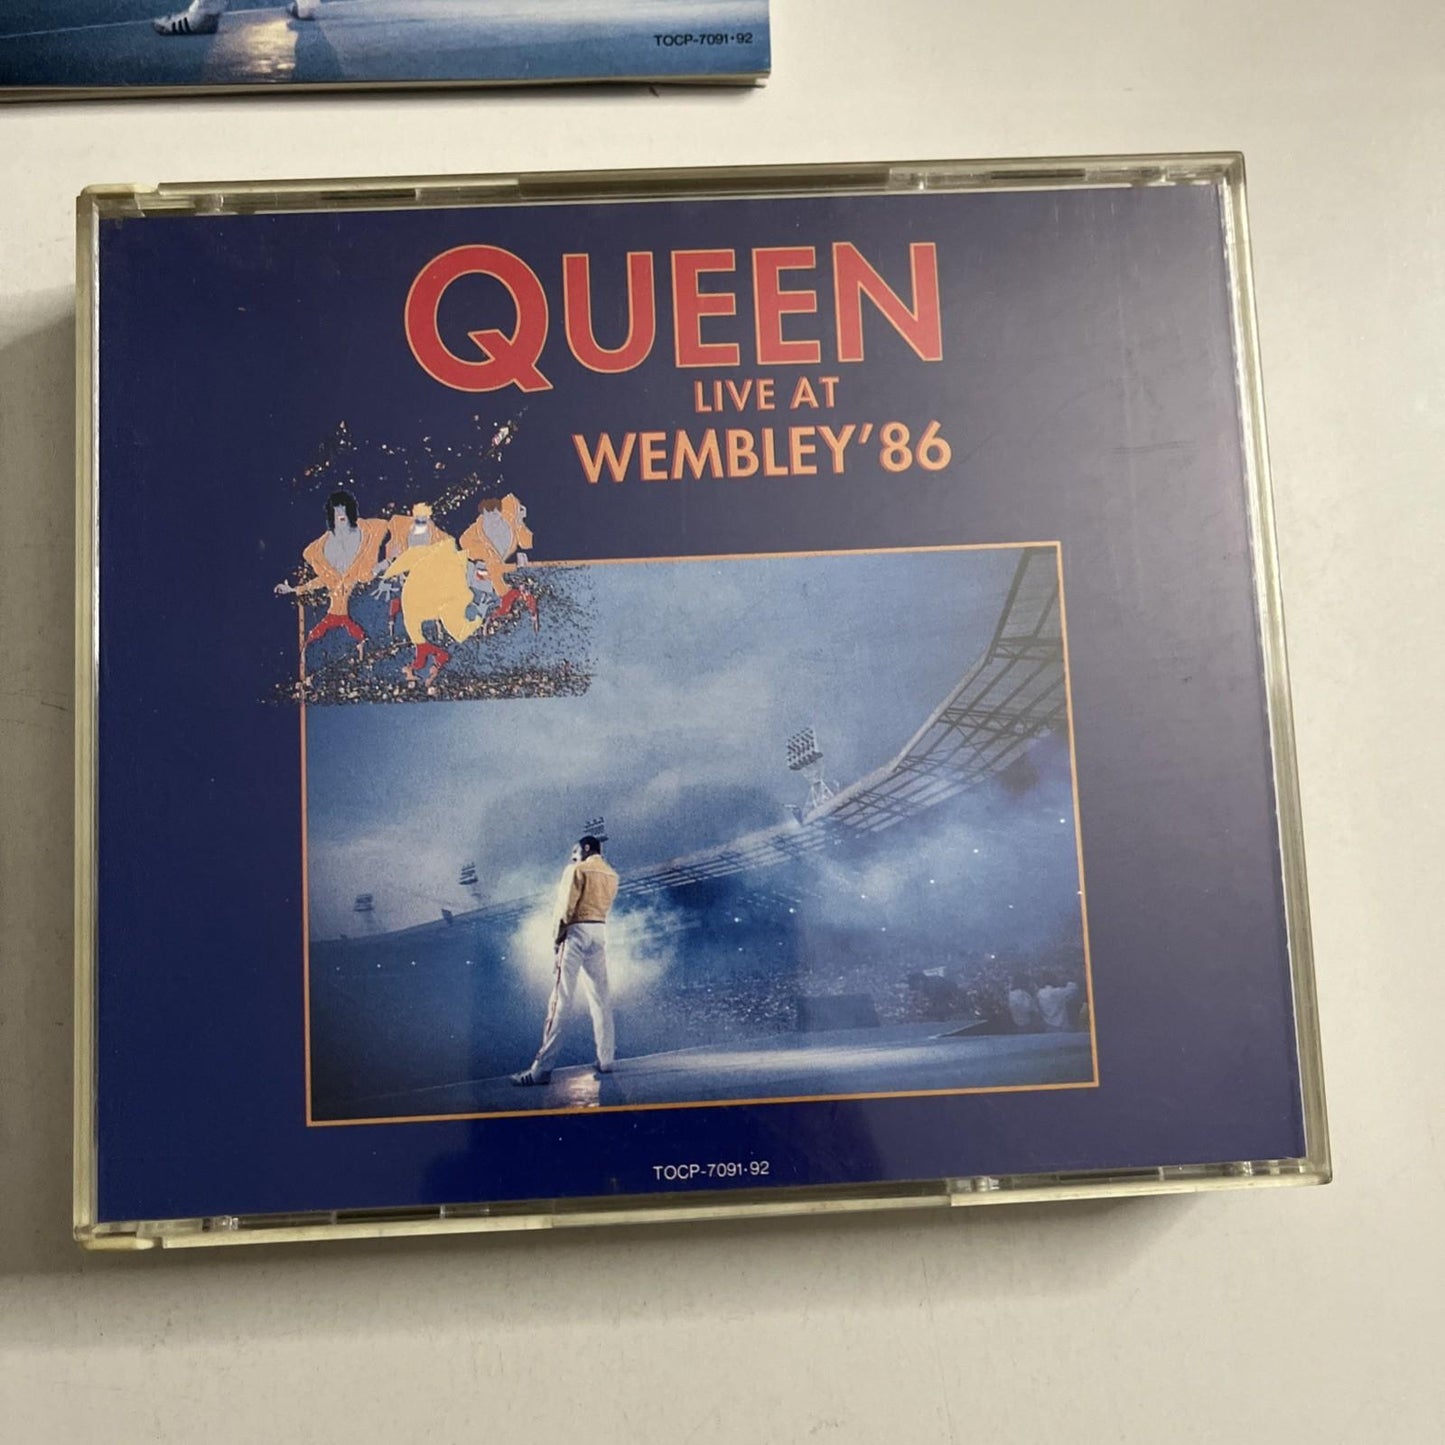 TOCP-7091·92
QUEEN
LIVE AT
WEMBLEY'86
TOCP-7091·92